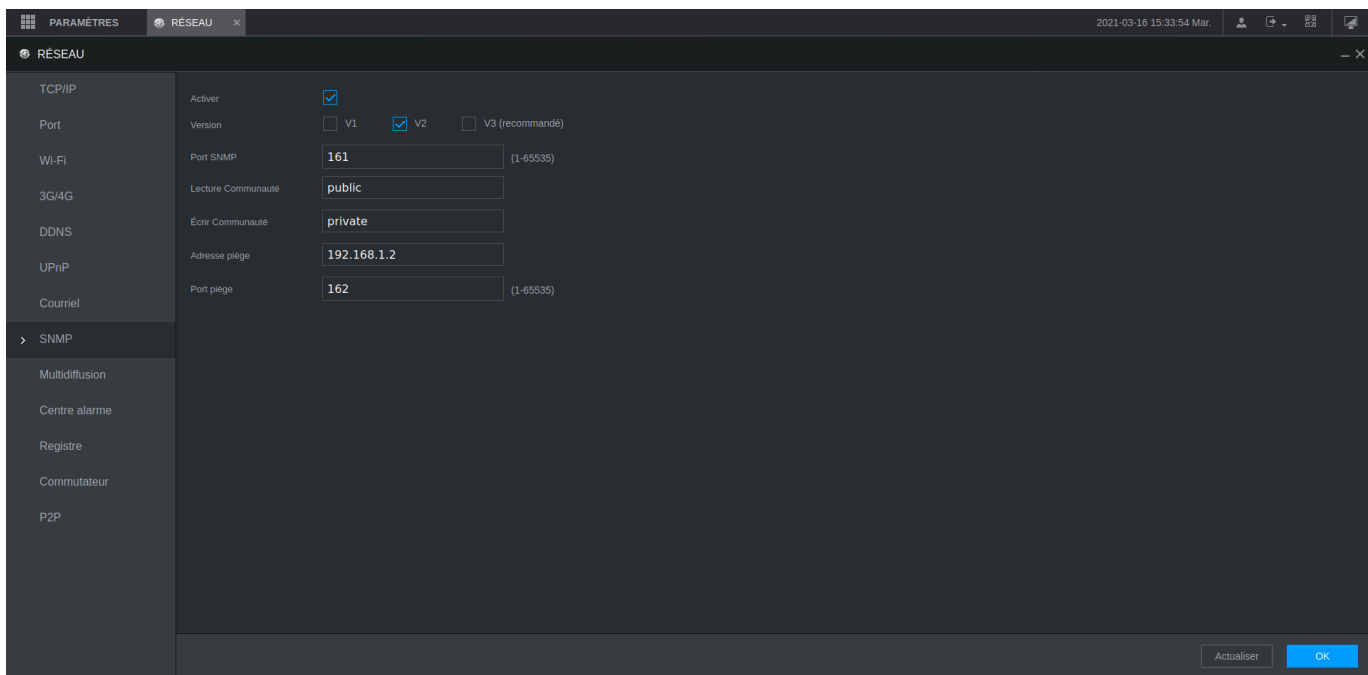 PARAMÈTRES RÉSEAU × 2021-03-16 15:33:54 Mar.
RÉSEAU
TCP/IP
Port
Wi-Fi
3G/4G
DDNS
UPnP
Courriel
SNMP
Multidiffusion
Centre alarme
Registre
Commutateur
P2P
Activer
Version V1 V2 V3 (recommandé)
Port SNMP 161 (1-65535)
Lecture Communauté public
Écrir Communauté private
Adresse piège 192.168.1.2
Port piège 162 (1-65535)
Actualiser OK